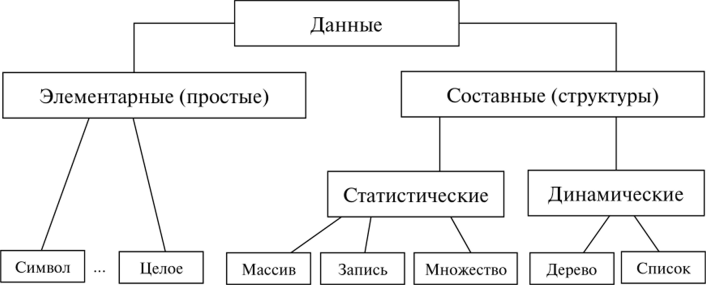 Данные
Элементарные (простые)
Составные (структуры)
Статистические
Динамические
Символ
...
Целое
Массив
Запись
Множество
Дерево
Список